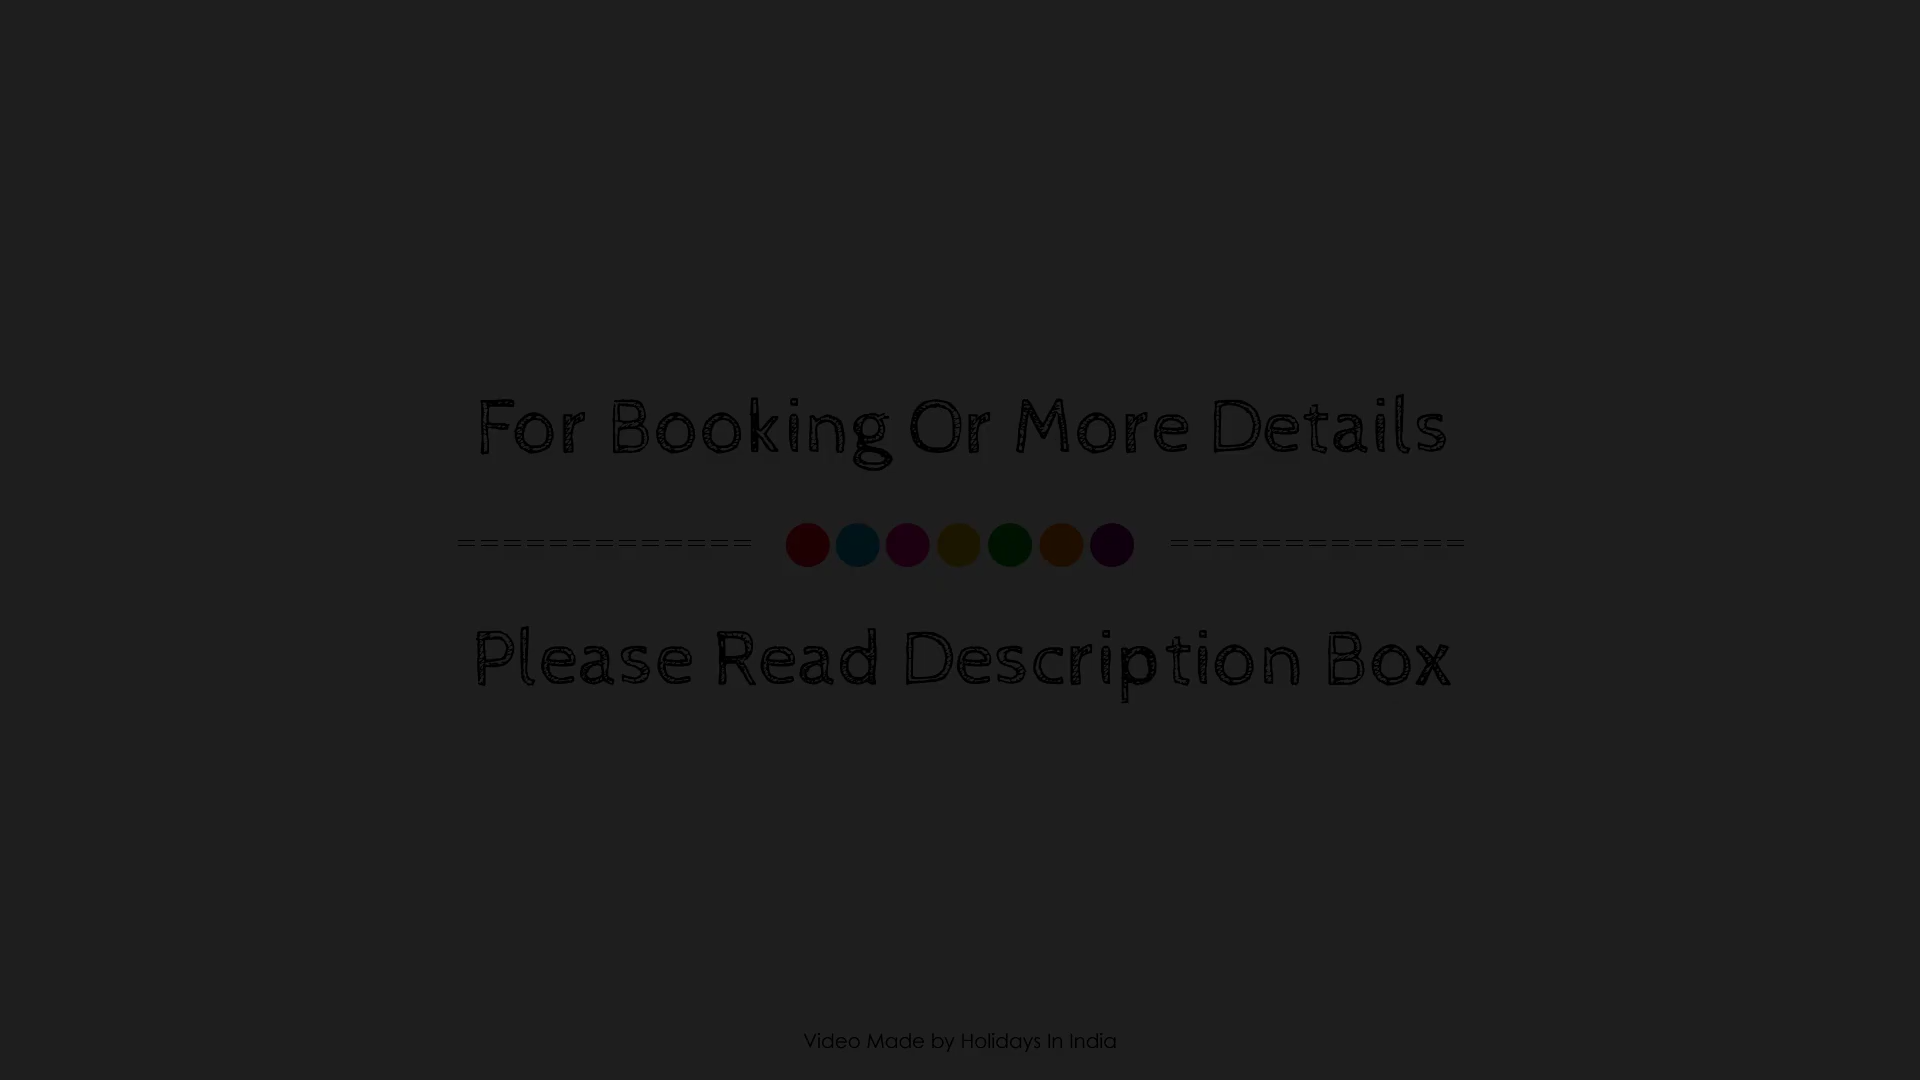 For Booking Or More Details
============= =============
Please Read Description Box
Video Made by Holidays In India